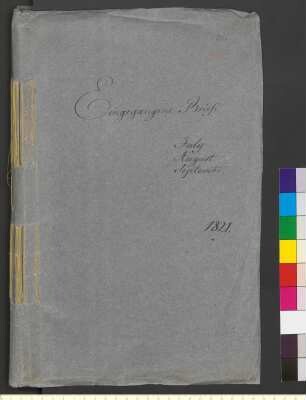 Eingegangene Briefe
July
August
September
1821.